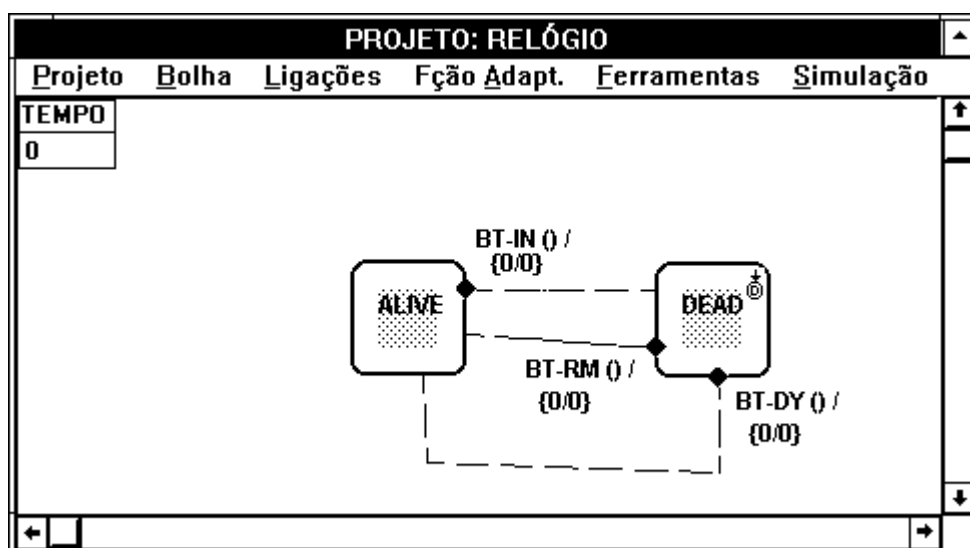 PROJETO: RELÓGIO
Projeto Bolha Ligações Fção Adapt. Ferramentas Simulação
TEMPO
0
BT-IN () /
{0/0}
ALIVE
DEAD
D
BT-RM () /
{0/0}
BT-DY () /
{0/0}